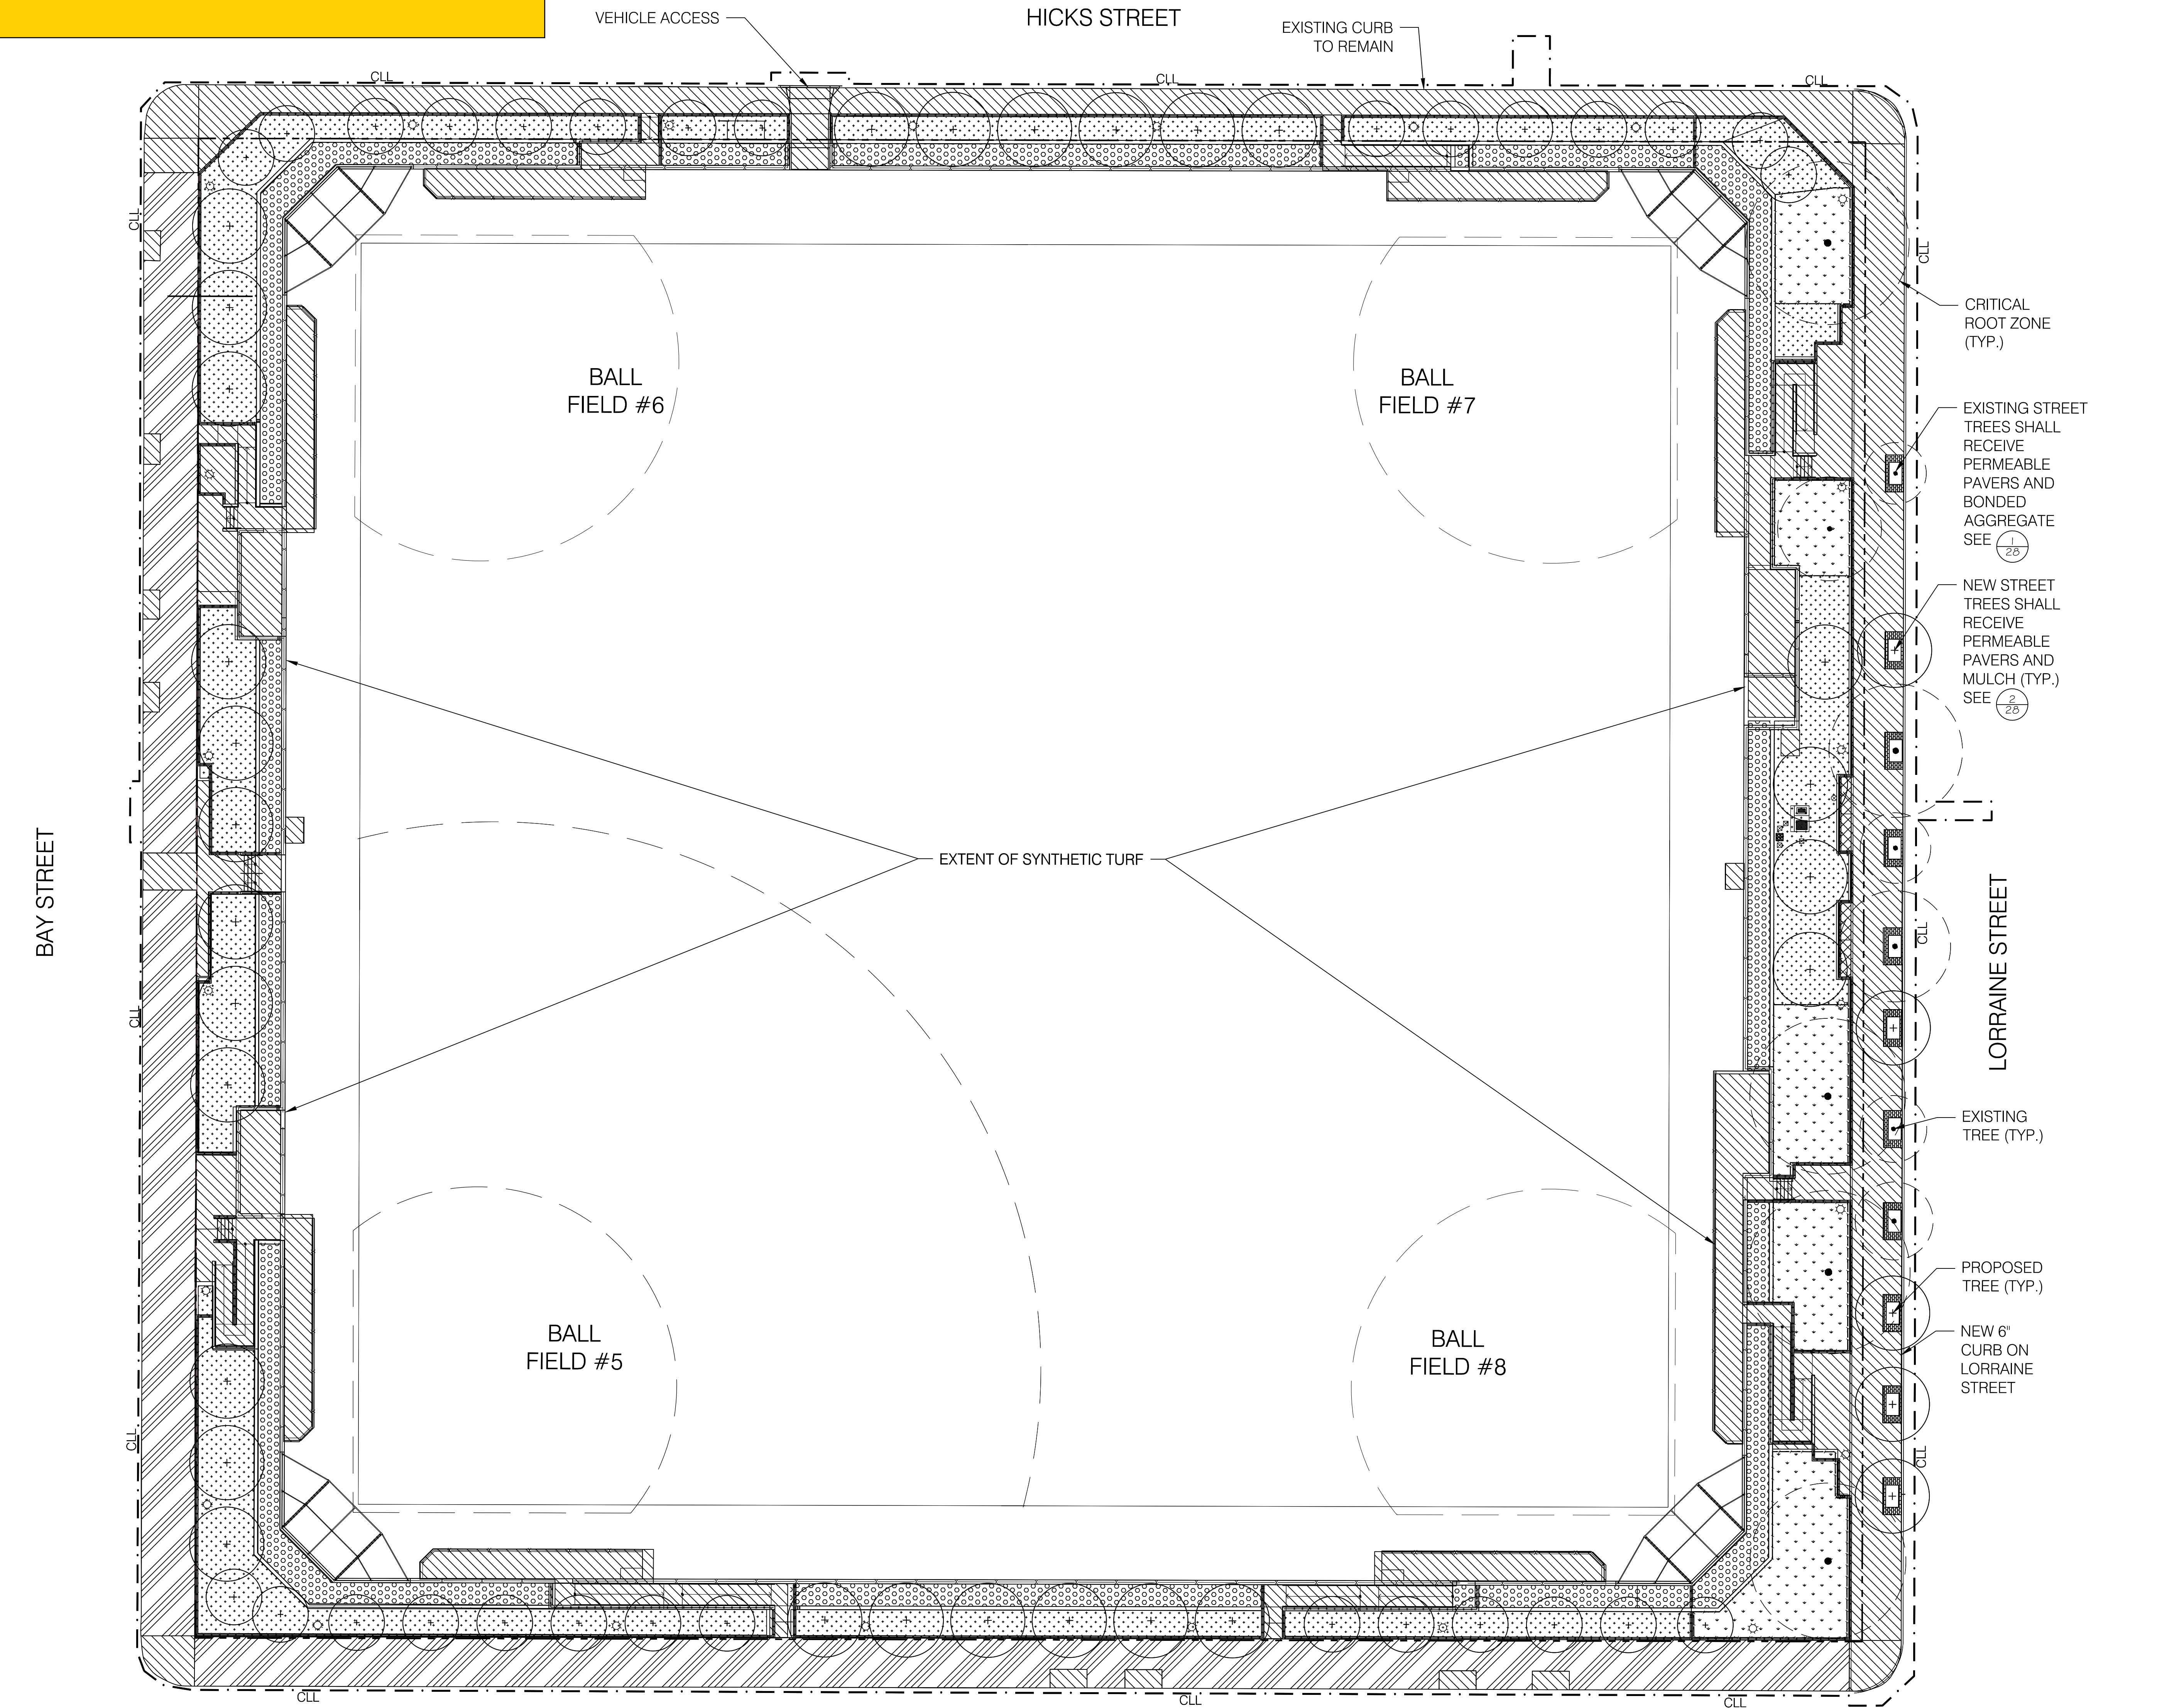 VEHICLE ACCESS
HICKS STREET
EXISTING CURB
TO REMAIN
CLL
CLL
CLL
CLL
CLL
CRITICAL
ROOT ZONE
(TYP.)
BALL
FIELD #6
BALL
FIELD #7
EXISTING STREET
TREES SHALL
RECEIVE
PERMEABLE
PAVERS AND
BONDED
AGGREGATE
SEE 1
28
NEW STREET
TREES SHALL
RECEIVE
PERMEABLE
PAVERS AND
MULCH (TYP.)
SEE 2
28
BAY STREET
EXTENT OF SYNTHETIC TURF
LORRAINE STREET
CLL
CLL
EXISTING
TREE (TYP.)
PROPOSED
TREE (TYP.)
BALL
FIELD #5
BALL
FIELD #8
NEW 6"
CURB ON
LORRAINE
STREET
CLL
CLL
CLL
CLL
CLL